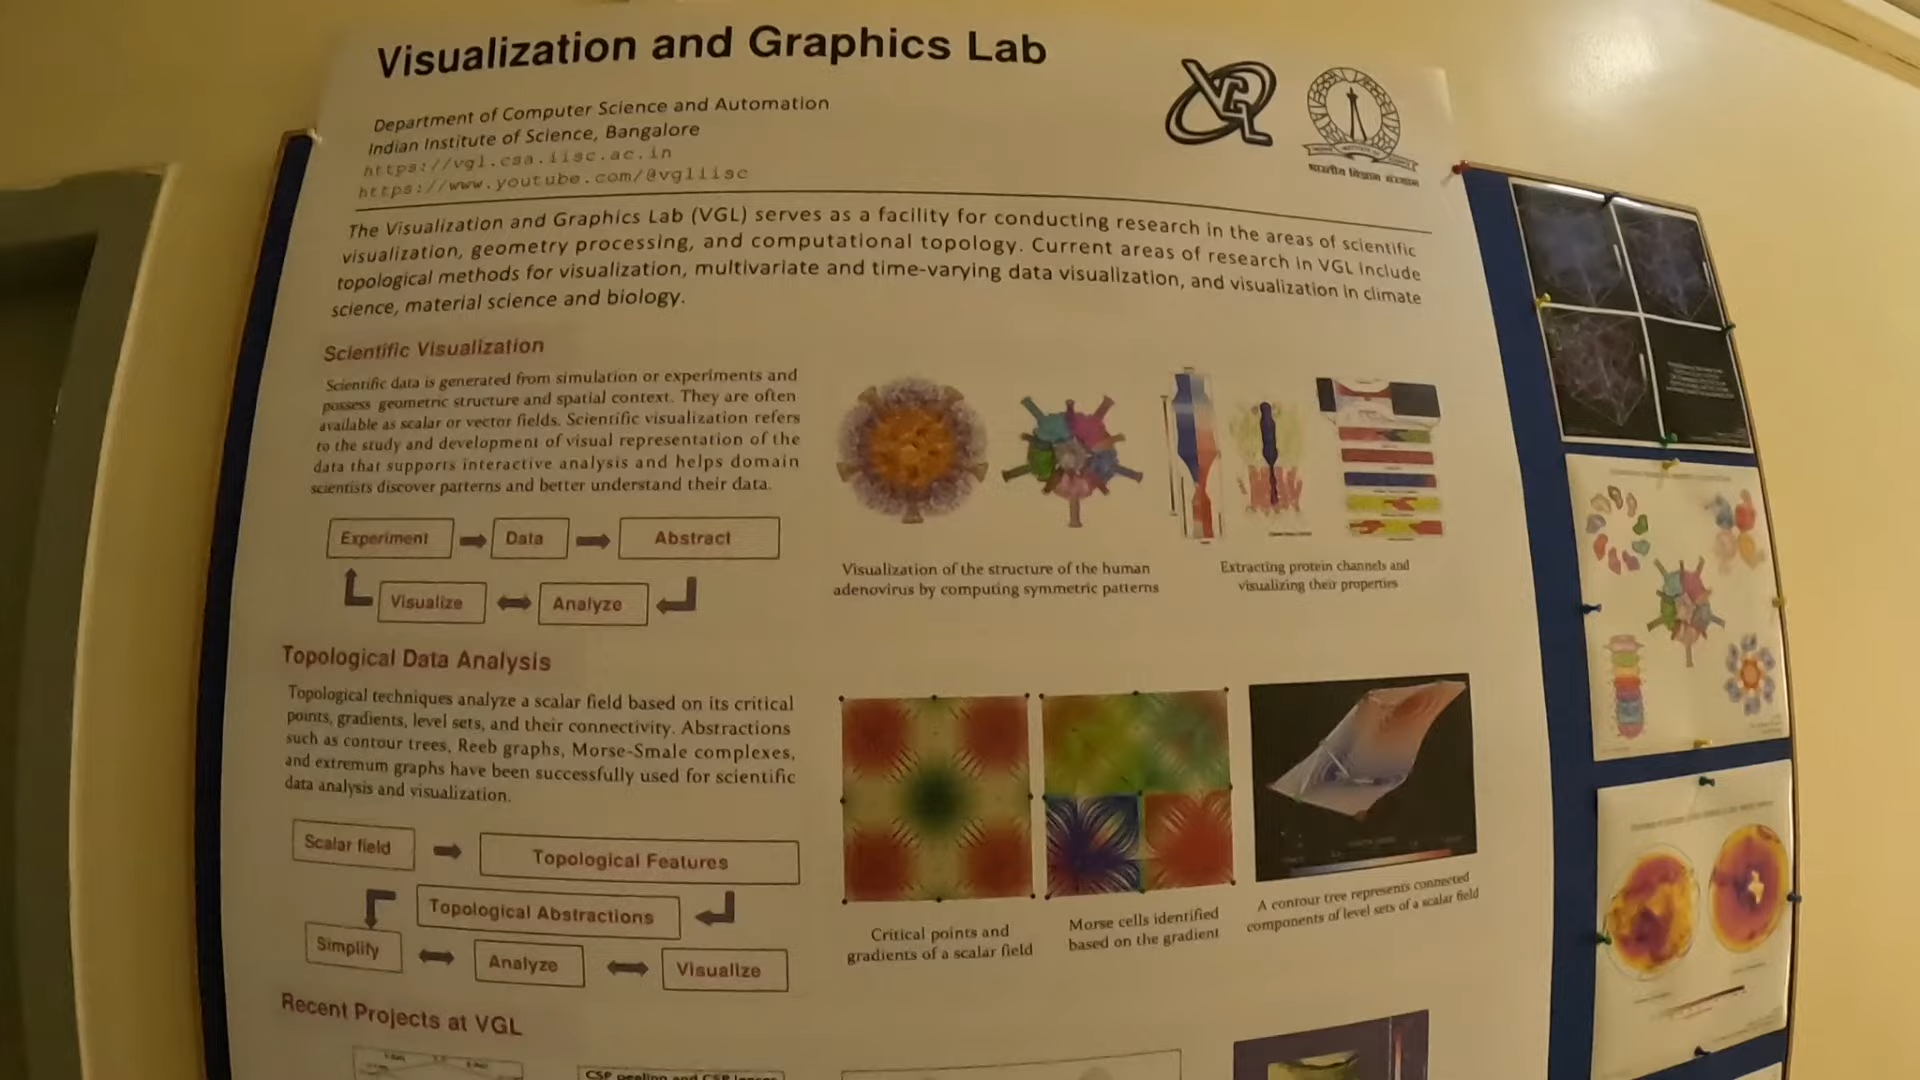 Visualization and Graphics Lab
Department of Computer Science and Automation
Indian Institute of Science, Bangalore
https://vgl.csa.iisc.ac.in
https://www.youtube.com/@vgliisc
VGL
भारतीय विज्ञान संस्थान
The Visualization and Graphics Lab (VGL) serves as a facility for conducting research in the areas of scientific
visualization, geometry processing, and computational topology. Current areas of research in VGL include
topological methods for visualization, multivariate and time-varying data visualization, and visualization in climate
science, material science and biology.
Scientific Visualization
Scientific data is generated from simulation or experiments and
possess geometric structure and spatial context. They are often
available as scalar or vector fields. Scientific visualization refers
to the study and development of visual representation of the
data that supports interactive analysis and helps domain
scientists discover patterns and better understand their data.
Experiment
Data
Abstract
Visualize
Analyze
Visualization of the structure of the human
adenovirus by computing symmetric patterns
Extracting protein channels and
visualizing their properties
Topological Data Analysis
Topological techniques analyze a scalar field based on its critical
points, gradients, level sets, and their connectivity. Abstractions
such as contour trees, Reeb graphs, Morse-Smale complexes,
and extremum graphs have been successfully used for scientific
data analysis and visualization.
Scalar field
Topological Features
Topological Abstractions
Simplify
Analyze
Visualize
Critical points and
gradients of a scalar field
Morse cells identified
based on the gradient
A contour tree represents connected
components of level sets of a scalar field
Recent Projects at VGL
CSP peeling and CSP lenses